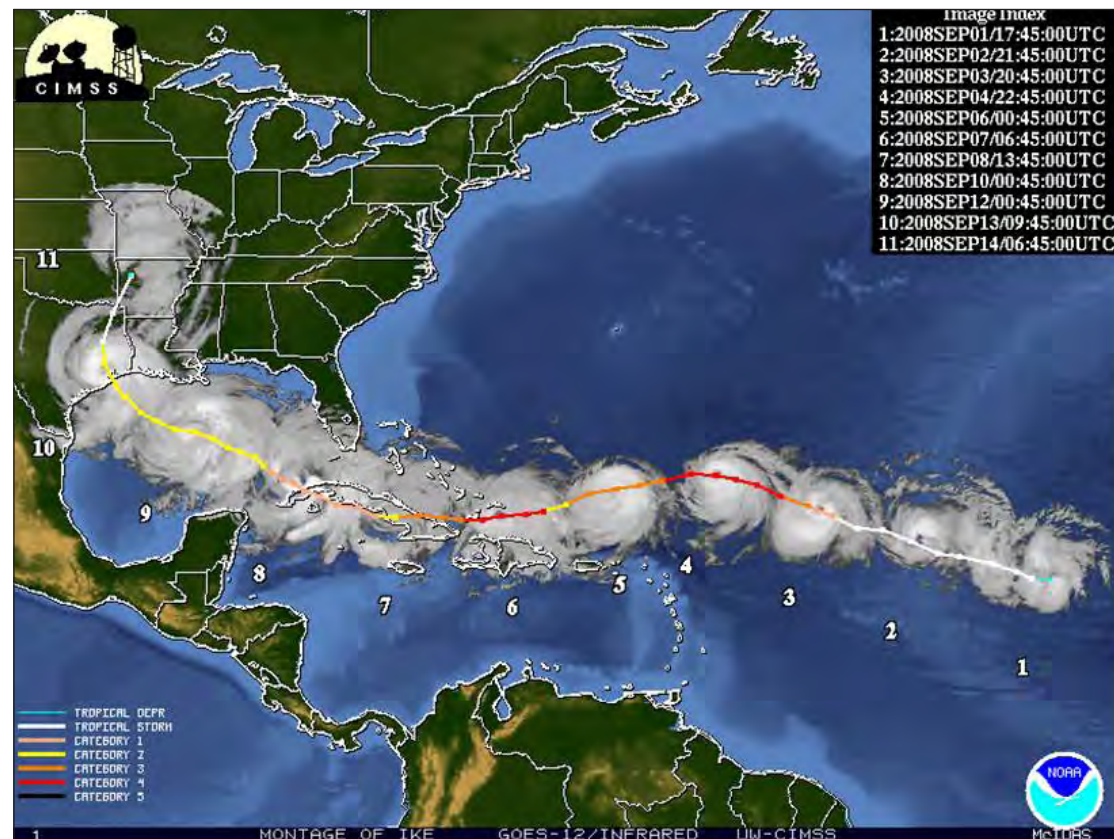 CIMSS
Image Index
1:2008SEP01/17:45:00UTC
2:2008SEP02/21:45:00UTC
3:2008SEP03/20:45:00UTC
4:2008SEP04/22:45:00UTC
5:2008SEP06/00:45:00UTC
6:2008SEP07/06:45:00UTC
7:2008SEP08/13:45:00UTC
8:2008SEP10/00:45:00UTC
9:2008SEP12/00:45:00UTC
10:2008SEP13/09:45:00UTC
11:2008SEP14/06:45:00UTC
11
10
9
8
7
6
5
4
3
2
1
TROPICAL DEPR
TROPICAL STORM
CATEGORY 1
CATEGORY 2
CATEGORY 3
CATEGORY 4
CATEGORY 5
NOAA
1 MONTAGE OF IKE GOES-12/INFRARED UW-CIMSS McIDAS